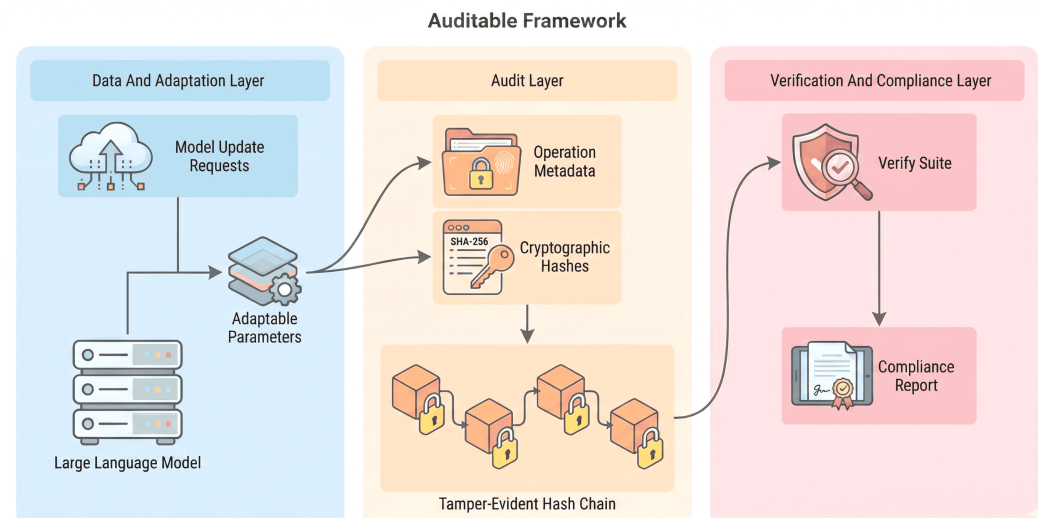 Auditable Framework
Data And Adaptation Layer
Model Update
Requests
Adaptable
Parameters
Large Language Model
Audit Layer
Operation
Metadata
SHA-256
Cryptographic
Hashes
Tamper-Evident Hash Chain
Verification And Compliance Layer
Verify Suite
Compliance
Report